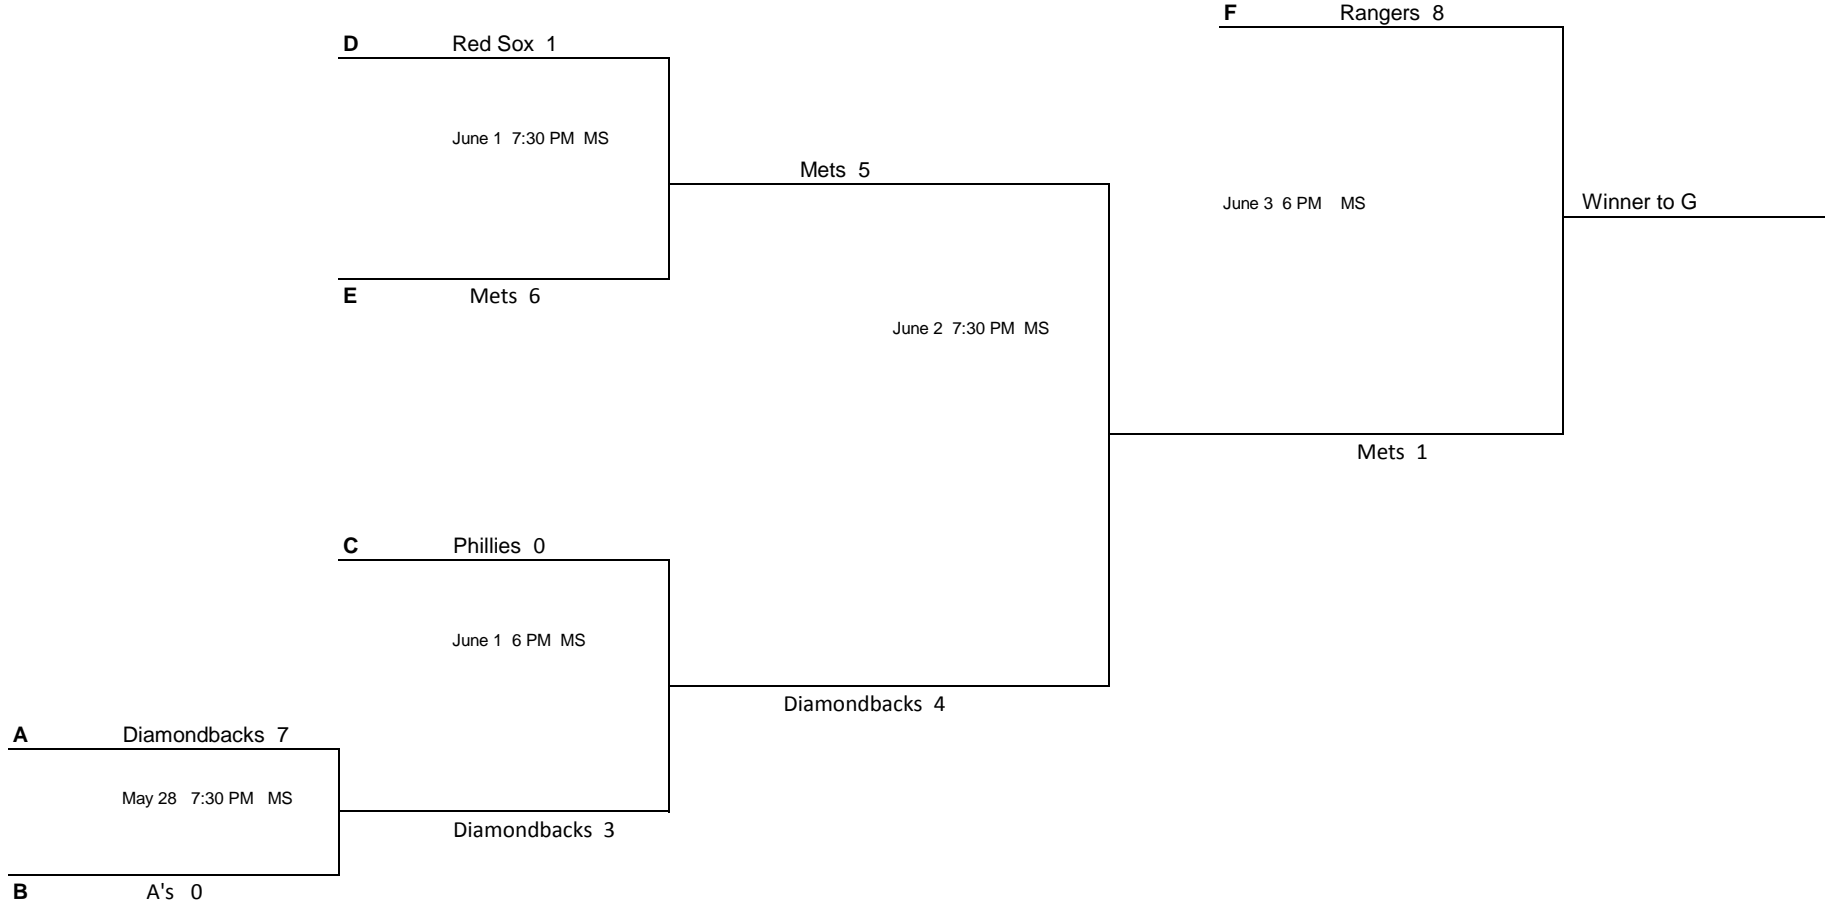 F Rangers 8
D Red Sox 1
June 1 7:30 PM MS
Mets 5
June 3 6 PM MS
Winner to G
E Mets 6
June 2 7:30 PM MS
Mets 1
C Phillies 0
June 1 6 PM MS
Diamondbacks 4
A Diamondbacks 7
May 28 7:30 PM MS
Diamondbacks 3
B A's 0